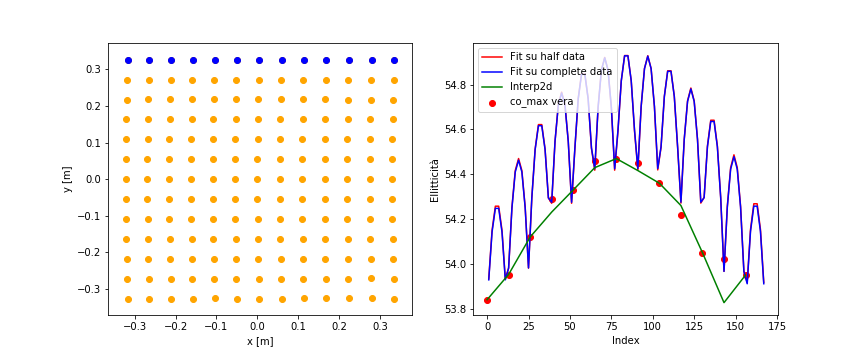 0.3
0.2
0.1
0.0
−0.1
−0.2
−0.3
y [m]
−0.3 −0.2 −0.1 0.0 0.1 0.2 0.3
x [m]
Fit su half data
Fit su complete data
Interp2d
co_max vera
54.8
54.6
54.4
54.2
54.0
53.8
Ellitticità
0 25 50 75 100 125 150 175
Index